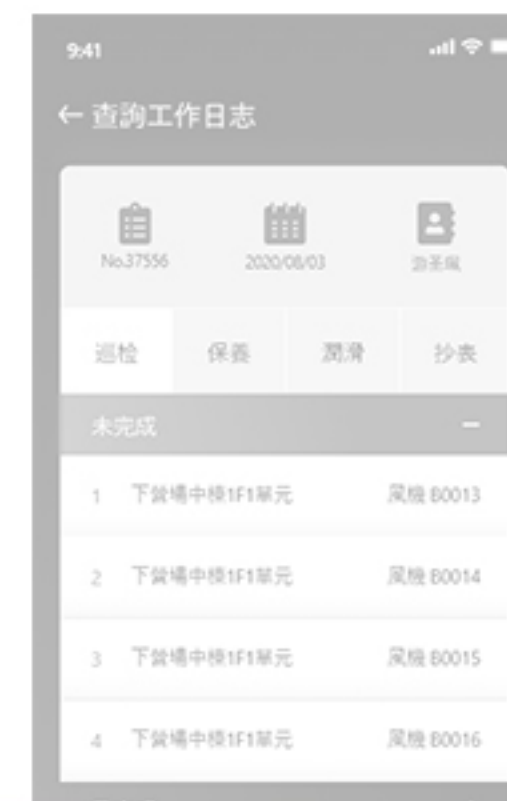 9:41
← 查詢工作日志
No.37556 2020/08/03
巡检 保養 潤滑 抄表
未完成
1 下營場中棟1F1單元 風機 B0013
2 下營場中棟1F1單元 風機 B0014
3 下營場中棟1F1單元 風機 B0015
4 下營場中棟1F1單元 風機 B0016